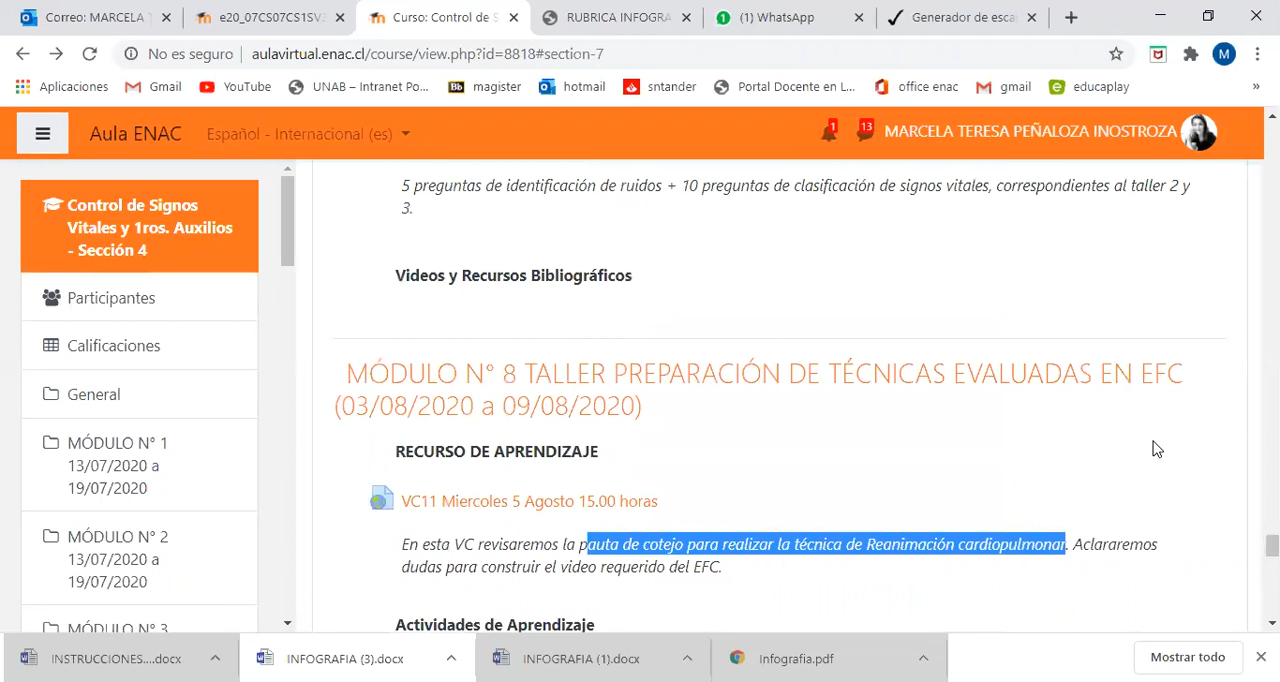 Correo: MARCELA T
e20_07CS07CS1SV3
Curso: Control de S
RUBRICA INFOGRA
(1) WhatsApp
Generador de esca
No es seguro
aulavirtual.enac.cl/course/view.php?id=8818#section-7
M
Aplicaciones
Gmail
YouTube
UNAB – Intranet Po...
Bb magister
hotmail
sntander
Portal Docente en L...
office enac
gmail
educaplay
»
Aula ENAC
Español - Internacional (es)
1
13
MARCELA TERESA PEÑALOZA INOSTROZA
Control de Signos
Vitales y 1ros. Auxilios
- Sección 4
Participantes
Calificaciones
General
MÓDULO N° 1
13/07/2020 a
19/07/2020
MÓDULO N° 2
13/07/2020 a
19/07/2020
MÓDULO N° 3
5 preguntas de identificación de ruidos + 10 preguntas de clasificación de signos vitales, correspondientes al taller 2 y
3.
Videos y Recursos Bibliográficos
MÓDULO N° 8 TALLER PREPARACIÓN DE TÉCNICAS EVALUADAS EN EFC
(03/08/2020 a 09/08/2020)
RECURSO DE APRENDIZAJE
VC11 Miercoles 5 Agosto 15.00 horas
En esta VC revisaremos la pauta de cotejo para realizar la técnica de Reanimación cardiopulmonar. Aclararemos
dudas para construir el video requerido del EFC.
Actividades de Aprendizaje
INSTRUCCIONES....docx
INFOGRAFIA (3).docx
INFOGRAFIA (1).docx
Infografia.pdf
Mostrar todo